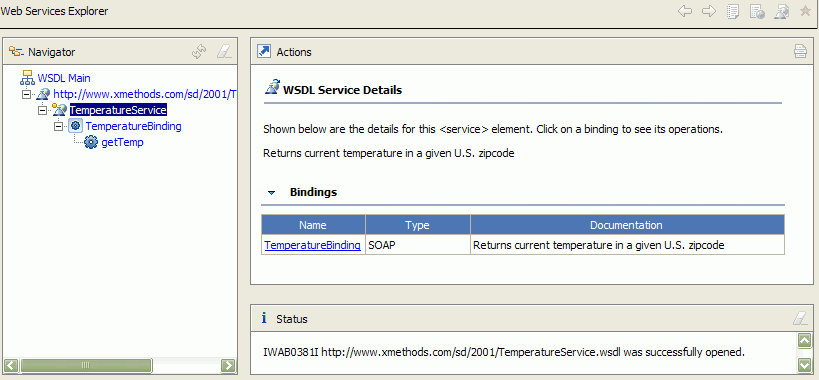 Web Services Explorer
Navigator
WSDL Main
http://www.xmethods.com/sd/2001/T
TemperatureService
TemperatureBinding
getTemp
Actions
WSDL Service Details
Shown below are the details for this <service> element. Click on a binding to see its operations.
Returns current temperature in a given U.S. zipcode
Bindings
Name Type Documentation
TemperatureBinding SOAP Returns current temperature in a given U.S. zipcode
Status
IWAB0381I http://www.xmethods.com/sd/2001/TemperatureService.wsdl was successfully opened.